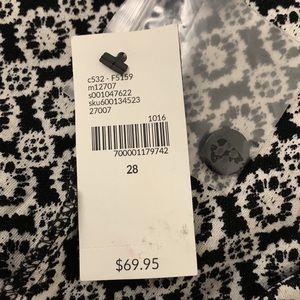 c532 - F5159
m12707
s001047622
sku600134523
27007
1016
700001179742
28
$69.95